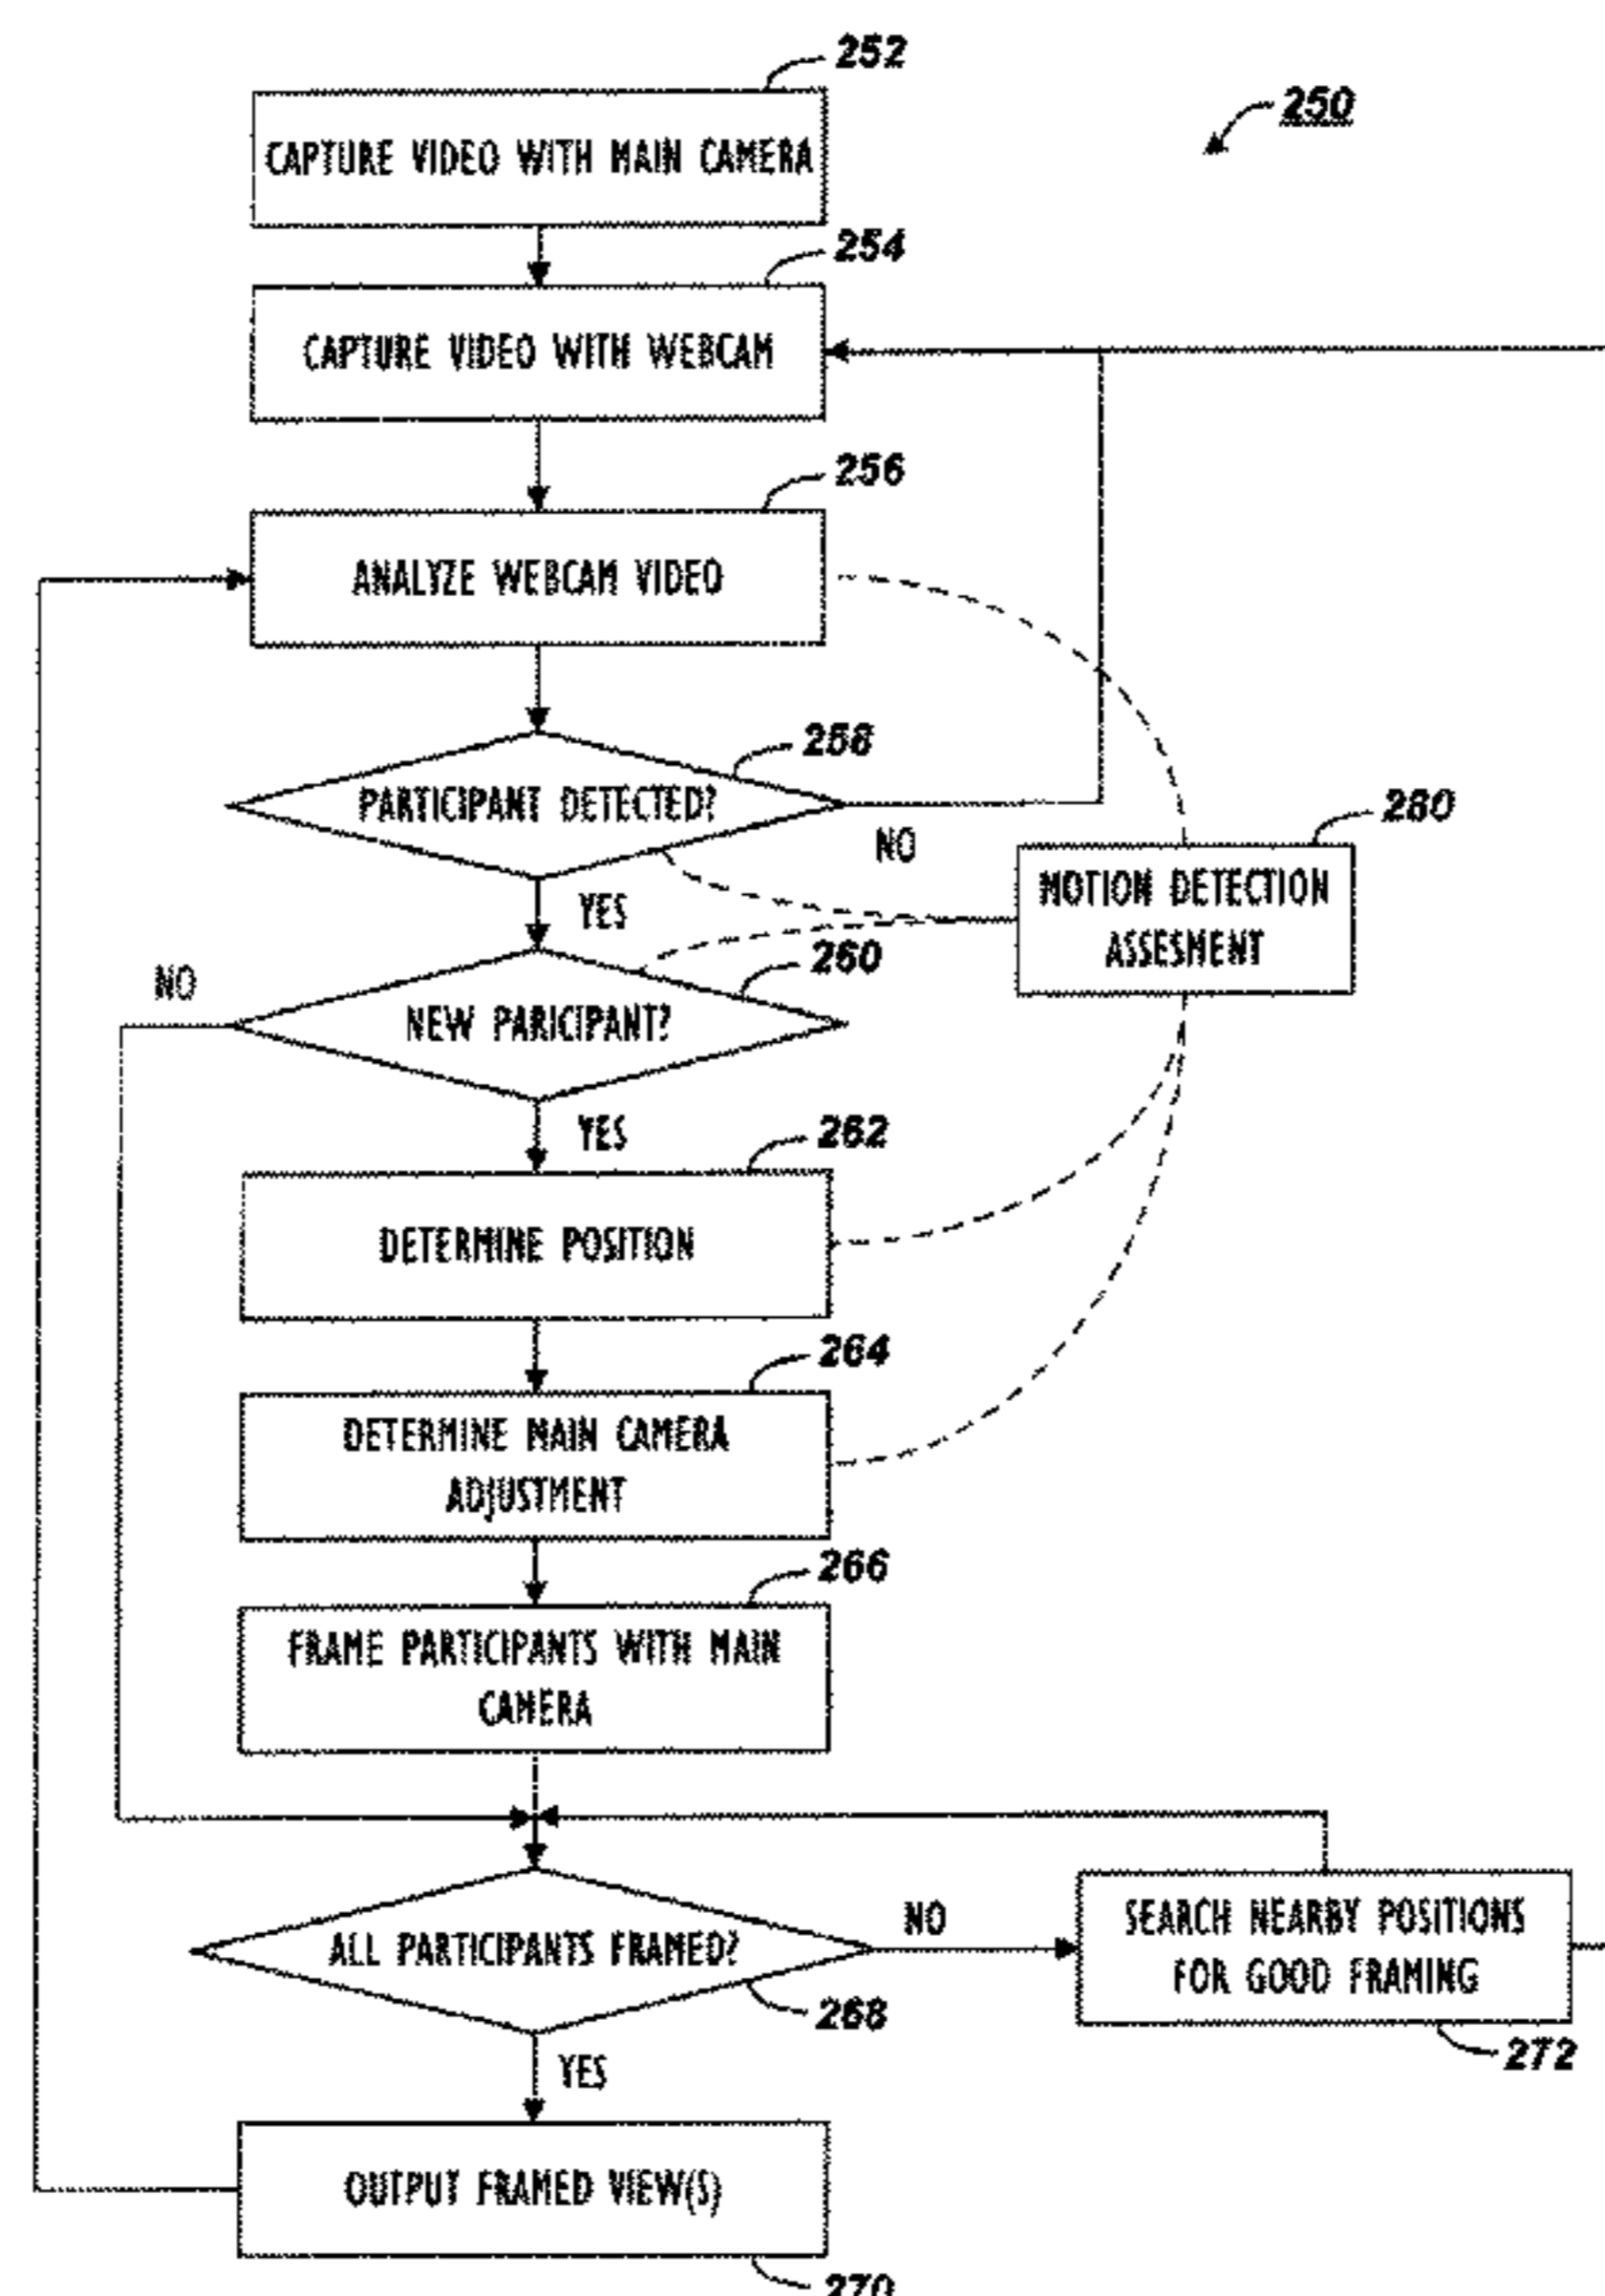 252
250
CAPTURE VIDEO WITH MAIN CAMERA
254
CAPTURE VIDEO WITH WEBCAM
256
ANALYZE WEBCAM VIDEO
258
PARTICIPANT DETECTED?
NO
280
MOTION DETECTION
ASSESMENT
YES
260
NO
NEW PARICIPANT?
YES
262
DETERMINE POSITION
264
DETERMINE MAIN CAMERA
ADJUSTMENT
266
FRAME PARTICIPANTS WITH MAIN
CAMERA
ALL PARTICIPANTS FRAMED?
NO
SEARCH NEARBY POSITIONS
FOR GOOD FRAMING
268
272
YES
OUTPUT FRAMED VIEW(S)
270